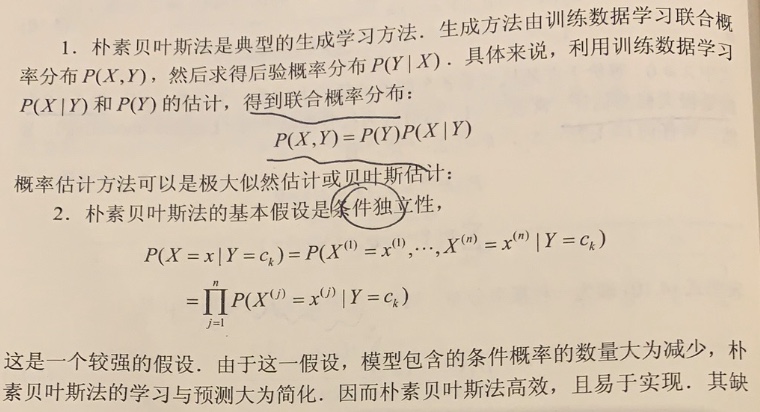 1. 朴素贝叶斯法是典型的生成学习方法．生成方法由训练数据学习联合概
率分布 P(X,Y)，然后求得后验概率分布 P(Y|X)．具体来说，利用训练数据学习
P(X|Y) 和 P(Y) 的估计，得到联合概率分布：
P(X,Y) = P(Y)P(X|Y)
概率估计方法可以是极大似然估计或贝叶斯估计：
2. 朴素贝叶斯法的基本假设是条件独立性，
P(X = x|Y = c_k) = P(X^{(1)} = x^{(1)},⋯,X^{(n)} = x^{(n)}|Y = c_k)
= ∏_{j=1}^{n} P(X^{(j)} = x^{(j)}|Y = c_k)
这是一个较强的假设．由于这一假设，模型包含的条件概率的数量大为减少，朴
素贝叶斯法的学习与预测大为简化．因而朴素贝叶斯法高效，且易于实现．其缺